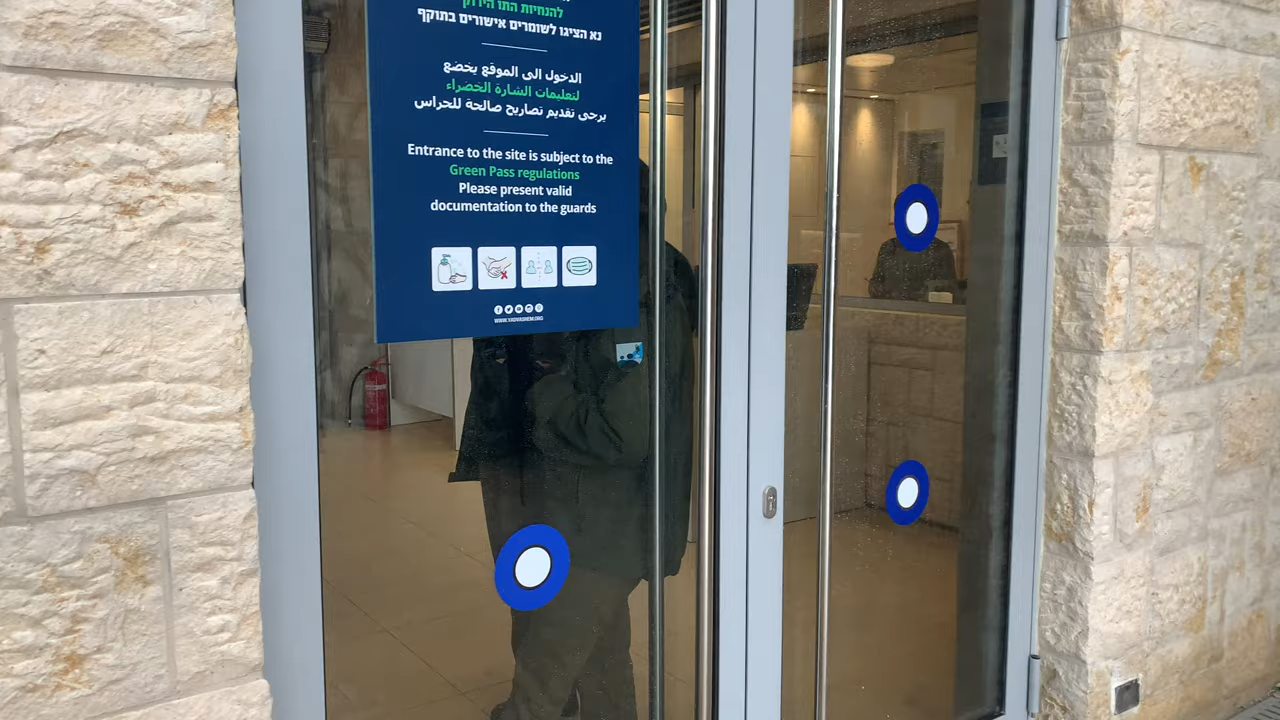 להנחיות התו הירוק
נא הציגו לשומרים אישורים בתוקף
الدخول الى الموقع يخضع
لتعليمات الشارة الخضراء
يرجى تقديم تصاريح صالحة للحراس
Entrance to the site is subject to the
Green Pass regulations
Please present valid
documentation to the guards
WWW.YADVASHEM.ORG